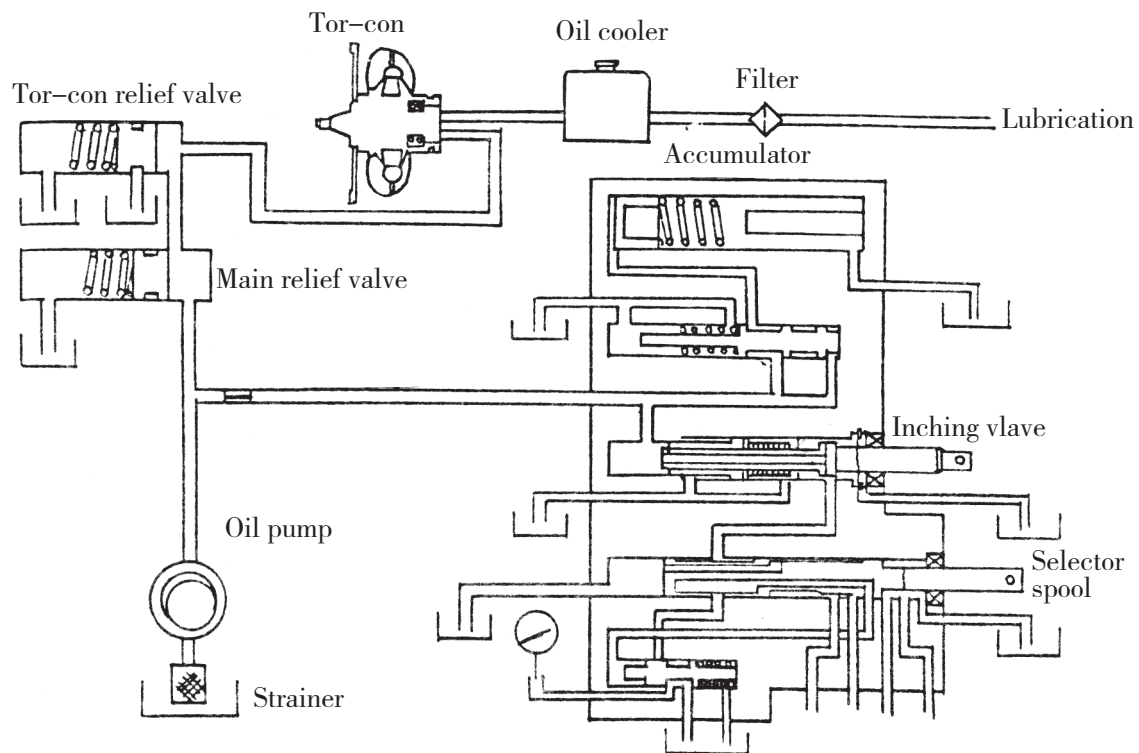 Tor-con
Oil cooler
Filter
Tor-con relief valve
Lubrication
Accumulator
Main relief valve
Inching vlave
Oil pump
Selector
spool
Strainer